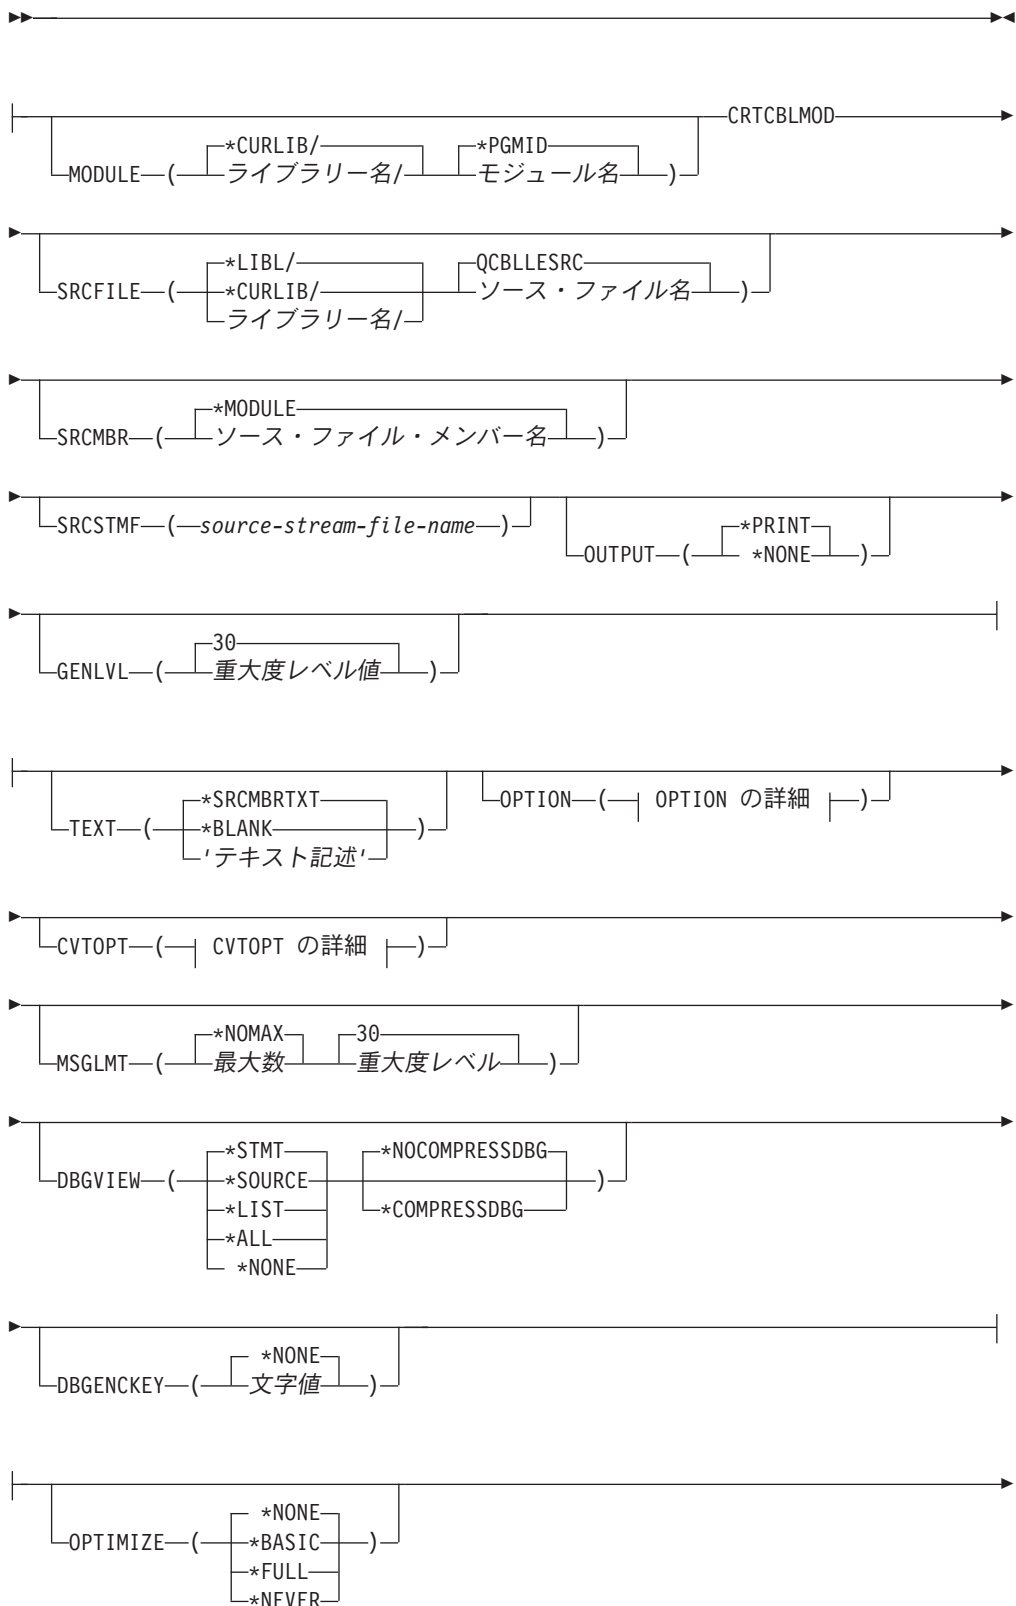 CRTCBLMOD
*CURLIB/ *PGMID
MODULE ( ライブラリー名/ モジュール名 )
*LIBL/ QCBLLESRC
SRCFILE ( *CURLIB/ ソース・ファイル名 )
ライブラリー名/
*MODULE
SRCMBR ( ソース・ファイル・メンバー名 )
SRCSTMF ( source-stream-file-name )
*PRINT
OUTPUT ( *NONE )
30
GENLVL ( 重大度レベル値 )
*SRCMBRTXT
TEXT ( *BLANK )
'テキスト記述'
OPTION ( OPTION の詳細 )
CVTOPT ( CVTOPT の詳細 )
*NOMAX 30
MSGLMT ( 最大数 重大度レベル )
*STMT *NOCOMPRESSDBG
DBGVIEW ( *SOURCE )
*LIST *COMPRESSDBG
*ALL
*NONE
*NONE
DBGENCKEY ( 文字値 )
*NONE
OPTIMIZE ( *BASIC )
*FULL
*NEVER